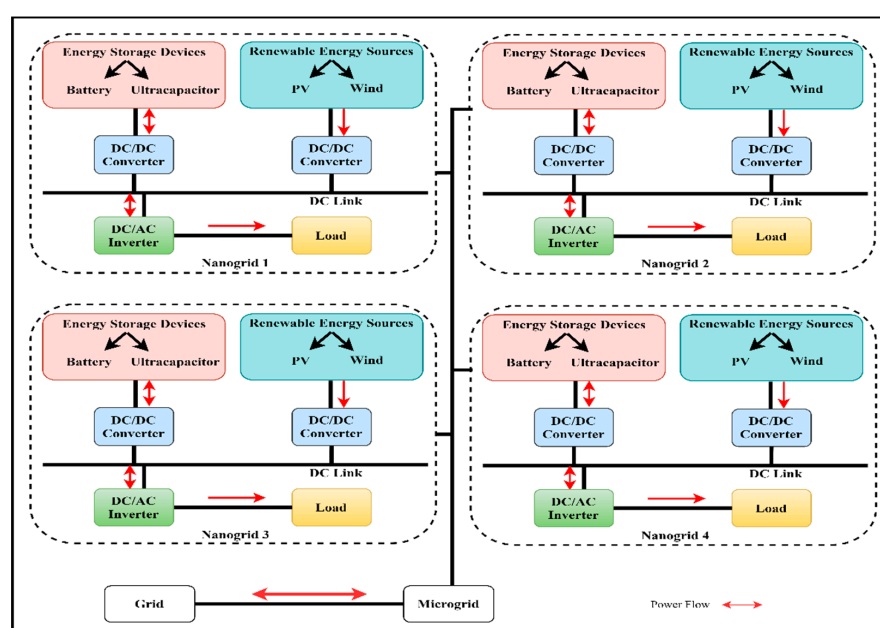 Energy Storage Devices
Battery Ultracapacitor
Renewable Energy Sources
PV Wind
DC/DC
Converter
DC/DC
Converter
DC Link
DC/AC
Inverter
Load
Nanogrid 1
Energy Storage Devices
Battery Ultracapacitor
Renewable Energy Sources
PV Wind
DC/DC
Converter
DC/DC
Converter
DC Link
DC/AC
Inverter
Load
Nanogrid 2
Energy Storage Devices
Battery Ultracapacitor
Renewable Energy Sources
PV Wind
DC/DC
Converter
DC/DC
Converter
DC Link
DC/AC
Inverter
Load
Nanogrid 3
Energy Storage Devices
Battery Ultracapacitor
Renewable Energy Sources
PV Wind
DC/DC
Converter
DC/DC
Converter
DC Link
DC/AC
Inverter
Load
Nanogrid 4
Grid
Microgrid
Power Flow